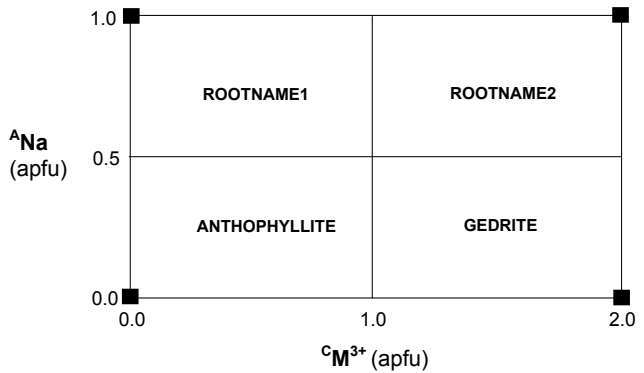 1.0
ROOTNAME1 ROOTNAME2
ᴬNa
(apfu)
0.5
ANTHOPHYLLITE GEDRITE
0.0
0.0 1.0 2.0
ᶜM³⁺ (apfu)